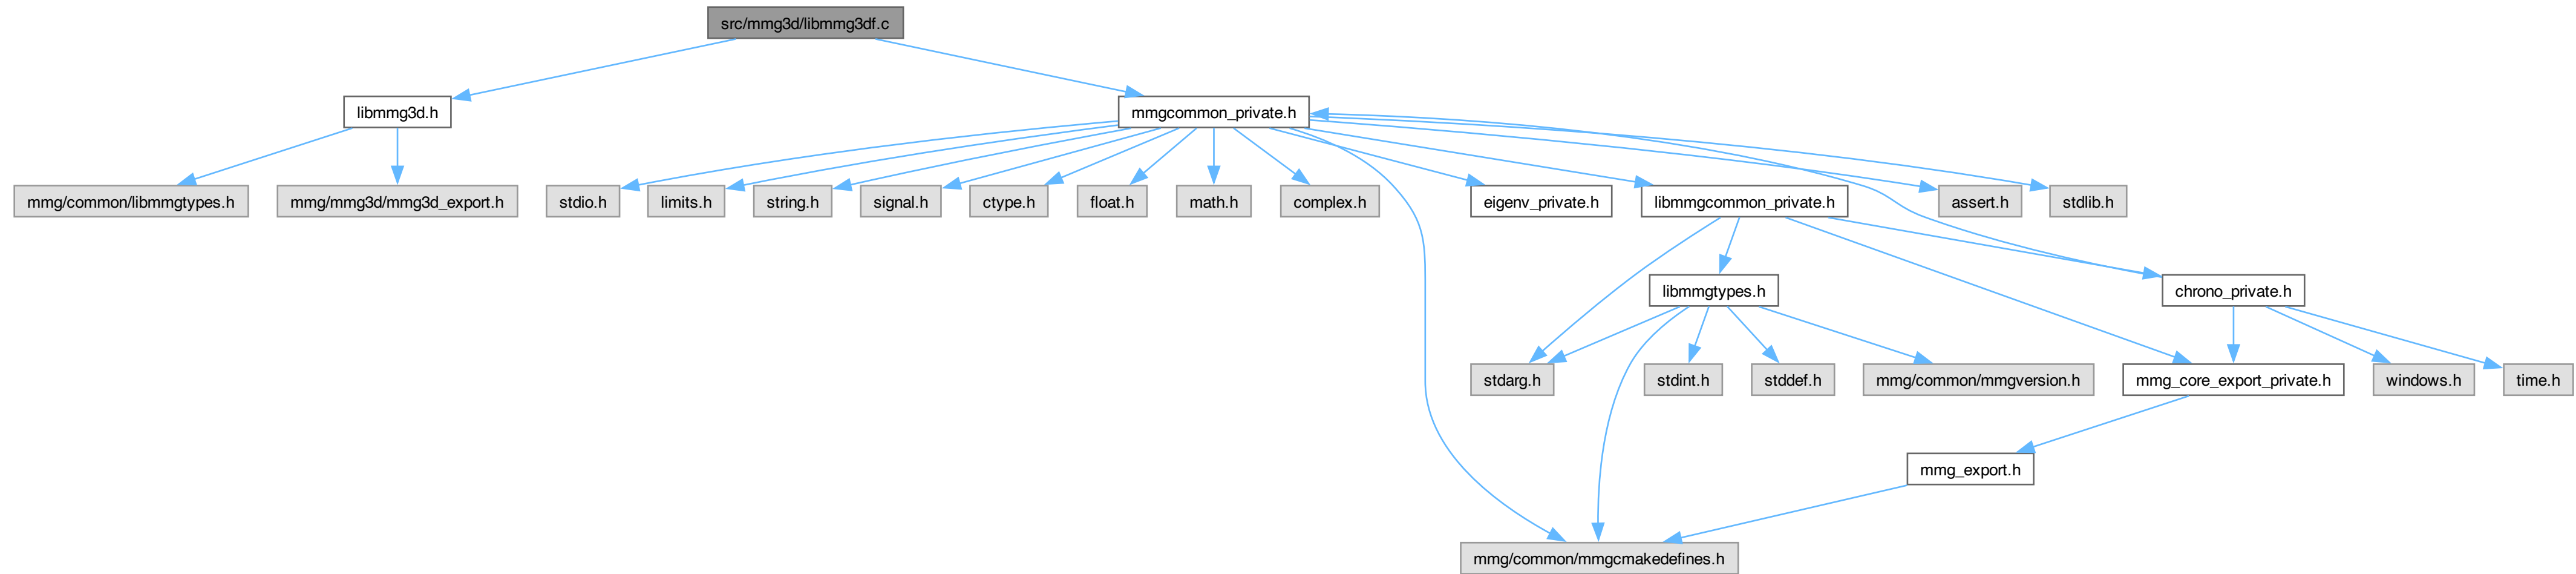 src/mmg3d/libmmg3df.c
libmmg3d.h
mmgcommon_private.h
mmg/common/libmmgtypes.h
mmg/mmg3d/mmg3d_export.h
stdio.h
limits.h
string.h
signal.h
ctype.h
float.h
math.h
complex.h
eigenv_private.h
libmmgcommon_private.h
assert.h
stdlib.h
libmmgtypes.h
chrono_private.h
stdarg.h
stdint.h
stddef.h
mmg/common/mmgversion.h
mmg_core_export_private.h
windows.h
time.h
mmg_export.h
mmg/common/mmgcmakedefines.h